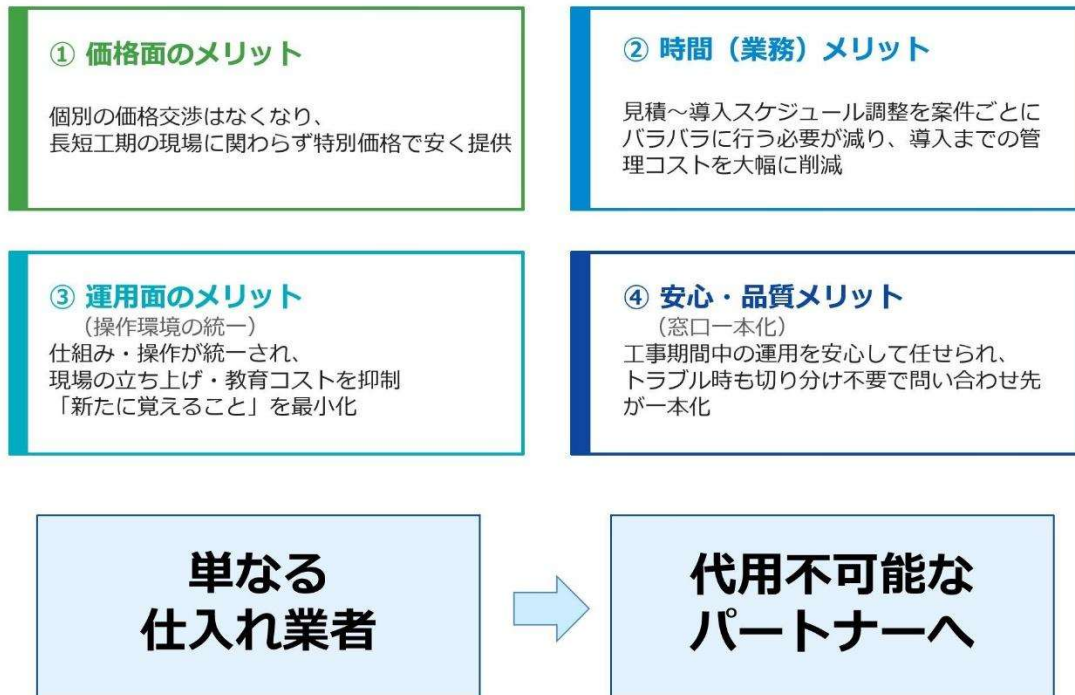 ① 価格面のメリット
個別の価格交渉はなくなり、
長短工期の現場に関わらず特別価格で安く提供
② 時間（業務）メリット
見積～導入スケジュール調整を案件ごとに
バラバラに行う必要が減り、導入までの管
理コストを大幅に削減
③ 運用面のメリット
（操作環境の統一）
仕組み・操作が統一され、
現場の立ち上げ・教育コストを抑制
「新たに覚えること」を最小化
④ 安心・品質メリット
（窓口一本化）
工事期間中の運用を安心して任せられ、
トラブル時も切り分け不要で問い合わせ先
が一本化
単なる
仕入れ業者
代用不可能な
パートナーへ